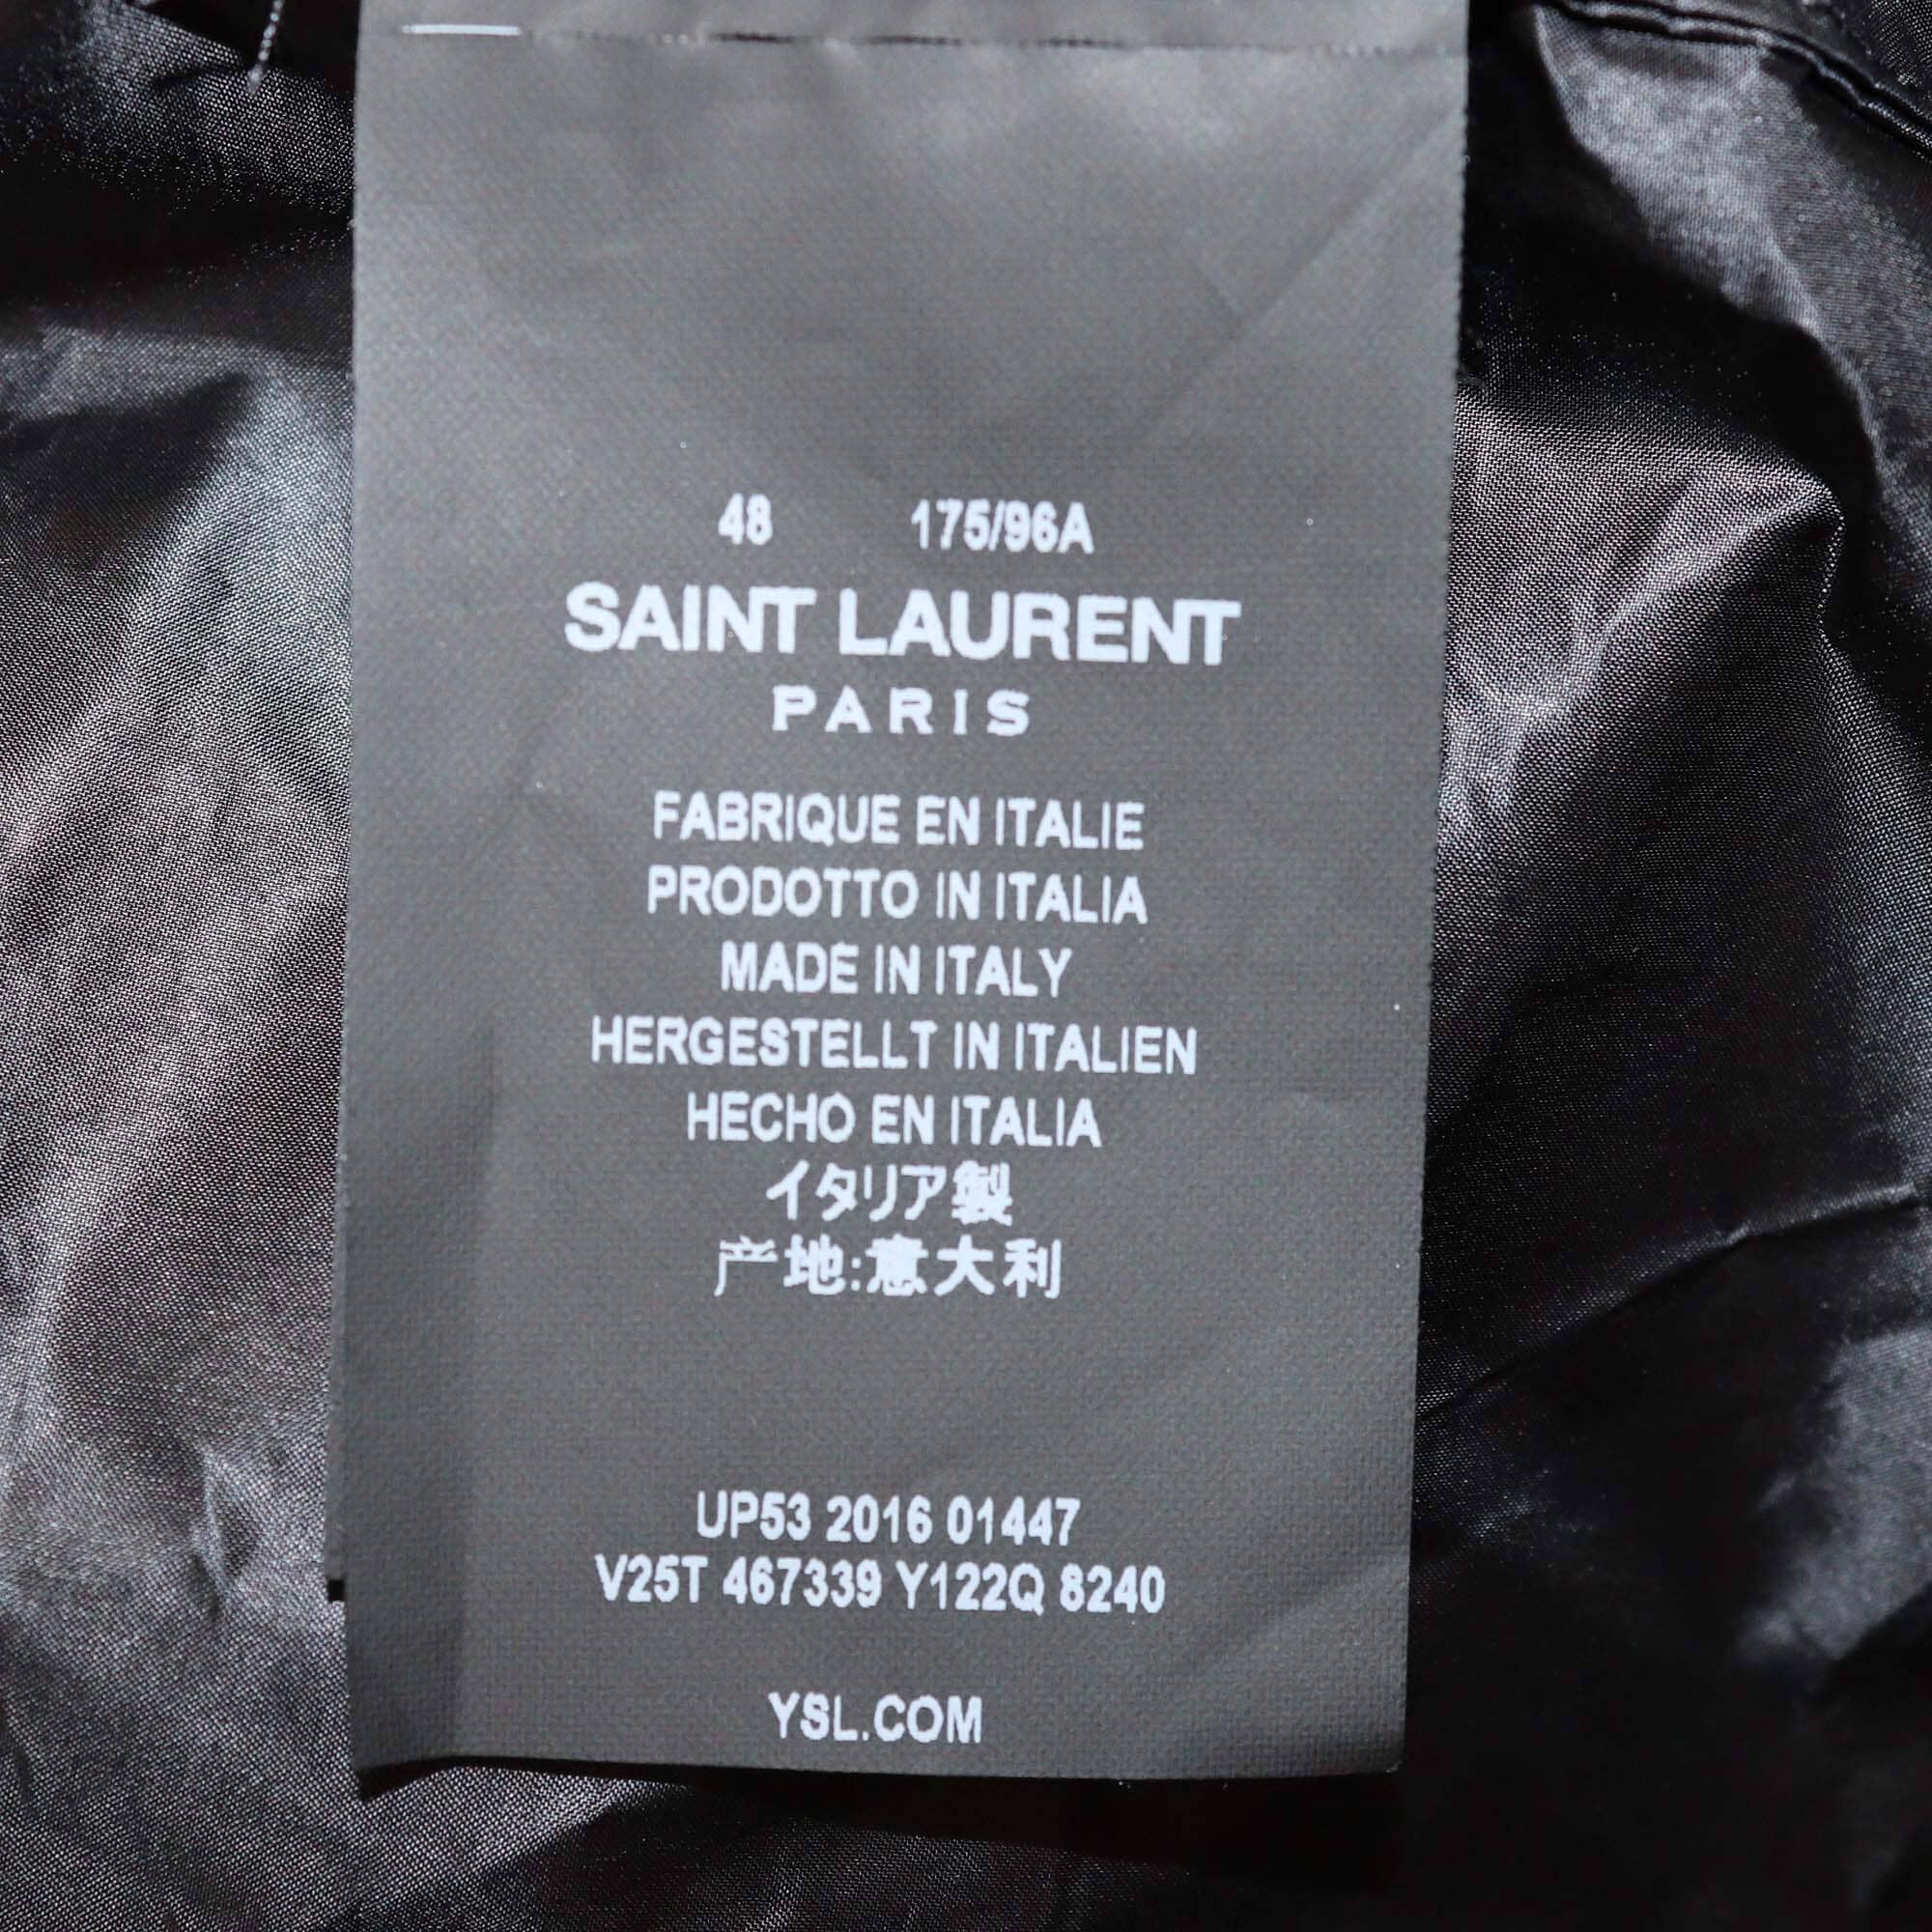 48 175/96A
SAINT LAURENT
PARIS
FABRIQUE EN ITALIE
PRODOTTO IN ITALIA
MADE IN ITALY
HERGESTELLT IN ITALIEN
HECHO EN ITALIA
イタリア製
产地:意大利
UP53 2016 01447
V25T 467339 Y122Q 8240
YSL.COM